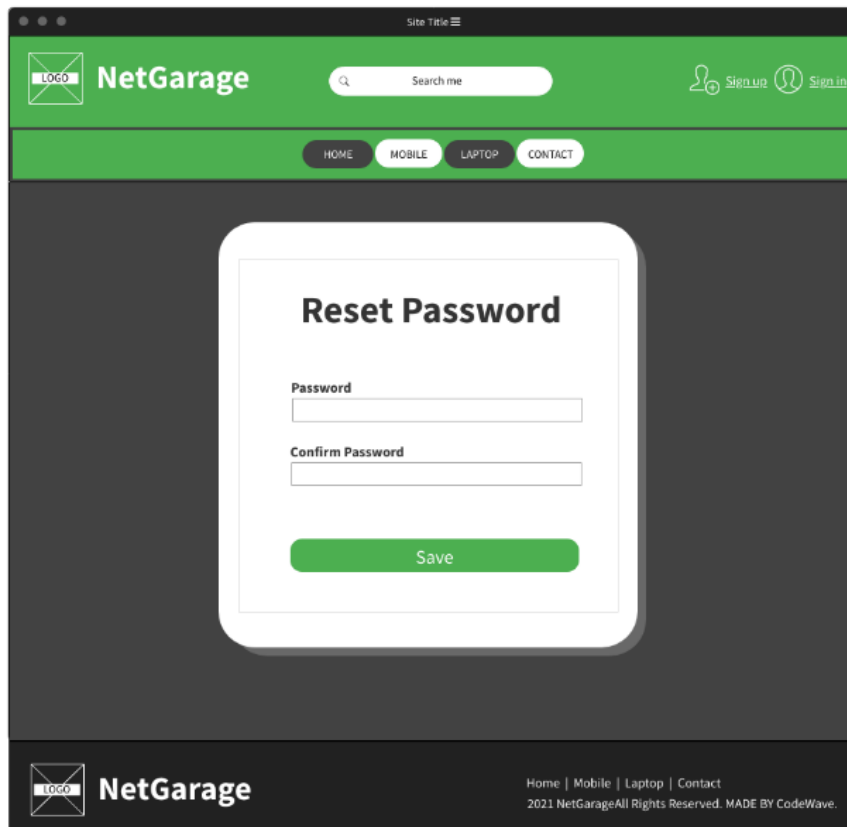 Site Title
LOGO NetGarage Search me Sign up Sign in
HOME MOBILE LAPTOP CONTACT
Reset Password
Password
Confirm Password
Save
LOGO NetGarage
Home | Mobile | Laptop | Contact
2021 NetGarageAll Rights Reserved. MADE BY CodeWave.